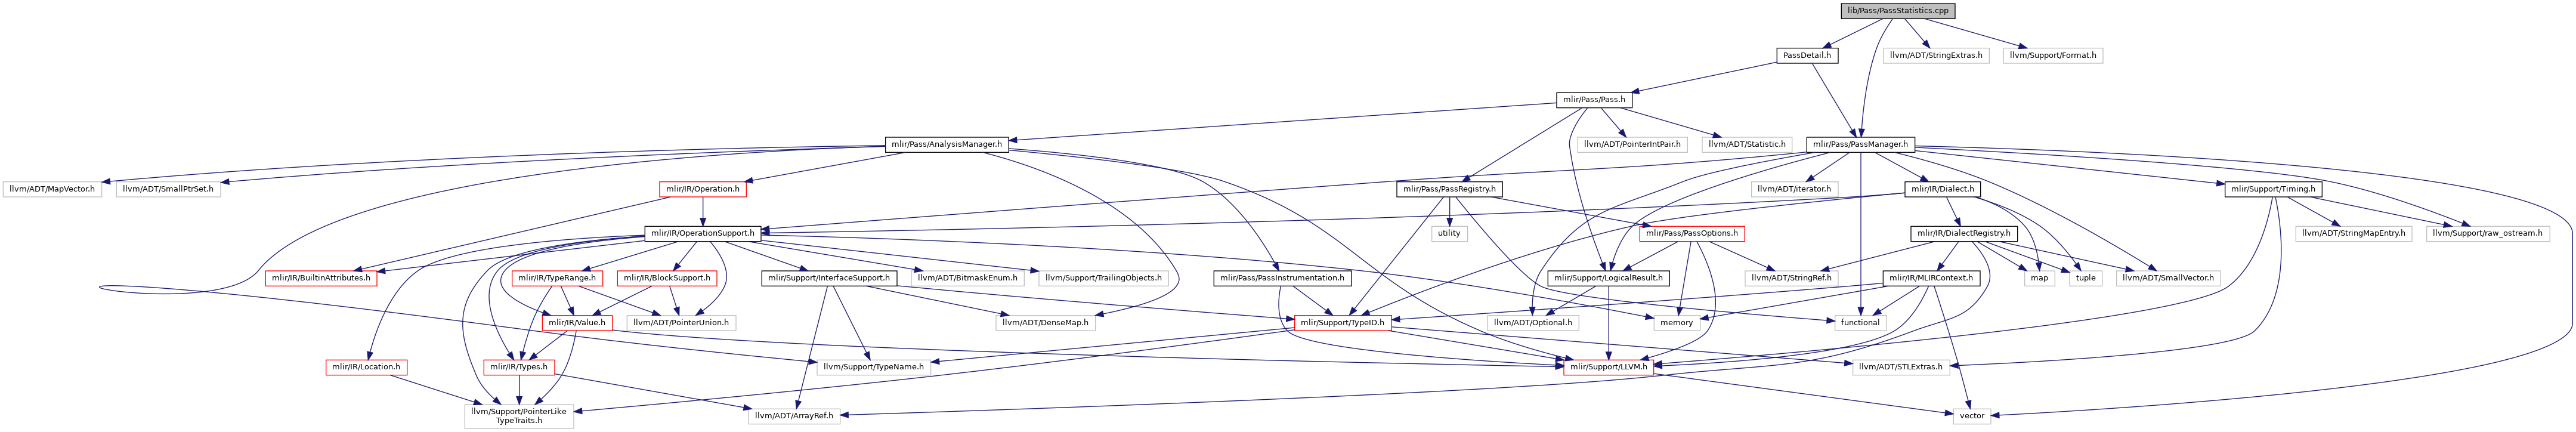 lib/Pass/PassStatistics.cpp
PassDetail.h
llvm/ADT/StringExtras.h
llvm/Support/Format.h
mlir/Pass/Pass.h
mlir/Pass/AnalysisManager.h
llvm/ADT/PointerIntPair.h
llvm/ADT/Statistic.h
mlir/Pass/PassManager.h
llvm/ADT/MapVector.h
llvm/ADT/SmallPtrSet.h
mlir/IR/Operation.h
mlir/Pass/PassRegistry.h
llvm/ADT/iterator.h
mlir/IR/Dialect.h
mlir/Support/Timing.h
mlir/IR/OperationSupport.h
utility
mlir/Pass/PassOptions.h
mlir/IR/DialectRegistry.h
llvm/ADT/StringMapEntry.h
llvm/Support/raw_ostream.h
mlir/IR/BuiltinAttributes.h
mlir/IR/TypeRange.h
mlir/IR/BlockSupport.h
mlir/Support/InterfaceSupport.h
llvm/ADT/BitmaskEnum.h
llvm/Support/TrailingObjects.h
mlir/Pass/PassInstrumentation.h
mlir/Support/LogicalResult.h
llvm/ADT/StringRef.h
mlir/IR/MLIRContext.h
map
tuple
llvm/ADT/SmallVector.h
mlir/IR/Value.h
llvm/ADT/PointerUnion.h
llvm/ADT/DenseMap.h
mlir/Support/TypeID.h
llvm/ADT/Optional.h
memory
functional
mlir/IR/Location.h
mlir/IR/Types.h
llvm/Support/TypeName.h
mlir/Support/LLVM.h
llvm/ADT/STLExtras.h
llvm/Support/PointerLike
TypeTraits.h
llvm/ADT/ArrayRef.h
vector